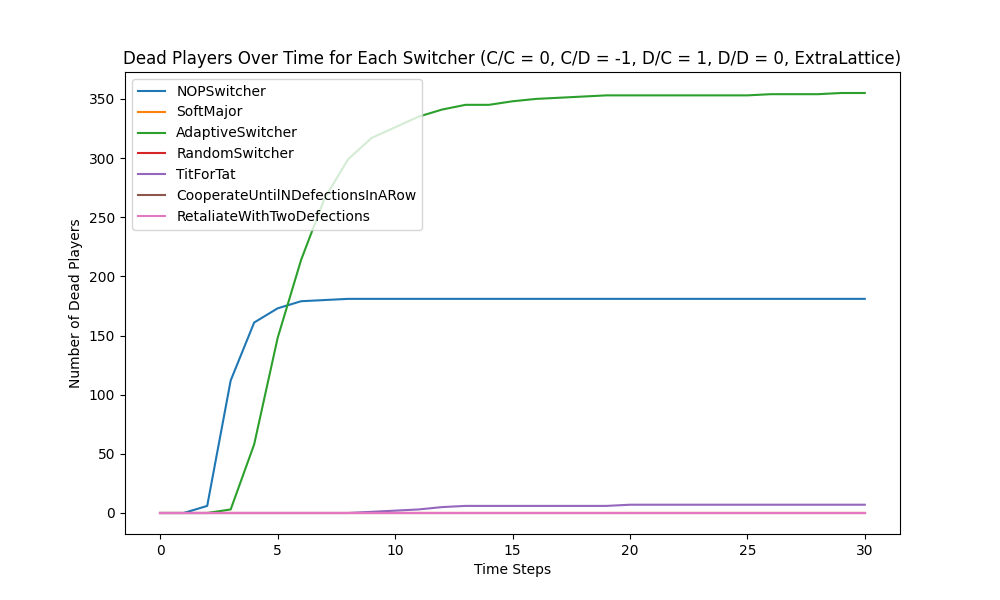 Dead Players Over Time for Each Switcher (C/C = 0, C/D = -1, D/C = 1, D/D = 0, ExtraLattice)
NOPSwitcher
SoftMajor
AdaptiveSwitcher
RandomSwitcher
TitForTat
CooperateUntilNDefectionsInARow
RetaliateWithTwoDefections
Number of Dead Players
350
300
250
200
150
100
50
0
0 5 10 15 20 25 30
Time Steps